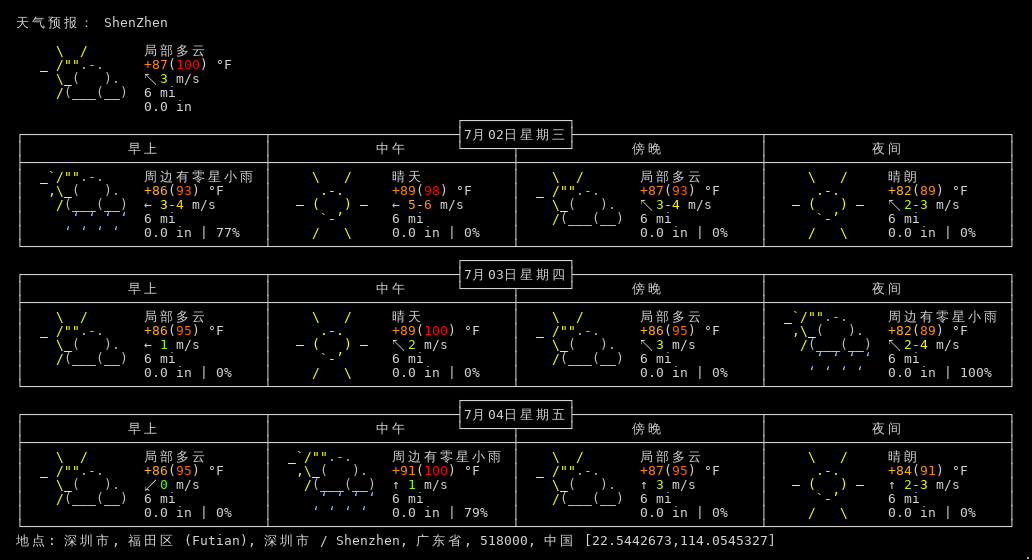 天气预报： ShenZhen
局部多云
+87(100) °F
↖ 3 m/s
6 mi
0.0 in
7月02日星期三
早上 中午 傍晚 夜间
周边有零星小雨 晴天 局部多云 晴朗
+86(93) °F +89(98) °F +87(93) °F +82(89) °F
← 3-4 m/s ← 5-6 m/s ↖ 3-4 m/s ↖ 2-3 m/s
6 mi 6 mi 6 mi 6 mi
0.0 in | 77% 0.0 in | 0% 0.0 in | 0% 0.0 in | 0%
7月03日星期四
早上 中午 傍晚 夜间
局部多云 晴天 局部多云 周边有零星小雨
+86(95) °F +89(100) °F +86(95) °F +82(89) °F
← 1 m/s ↖ 2 m/s ↖ 3 m/s ↖ 2-4 m/s
6 mi 6 mi 6 mi 6 mi
0.0 in | 0% 0.0 in | 0% 0.0 in | 0% 0.0 in | 100%
7月04日星期五
早上 中午 傍晚 夜间
局部多云 周边有零星小雨 局部多云 晴朗
+86(95) °F +91(100) °F +87(95) °F +84(91) °F
↙ 0 m/s ↑ 1 m/s ↑ 3 m/s ↑ 2-3 m/s
6 mi 6 mi 6 mi 6 mi
0.0 in | 0% 0.0 in | 79% 0.0 in | 0% 0.0 in | 0%
地点: 深圳市, 福田区 (Futian), 深圳市 / Shenzhen, 广东省, 518000, 中国 [22.5442673,114.0545327]